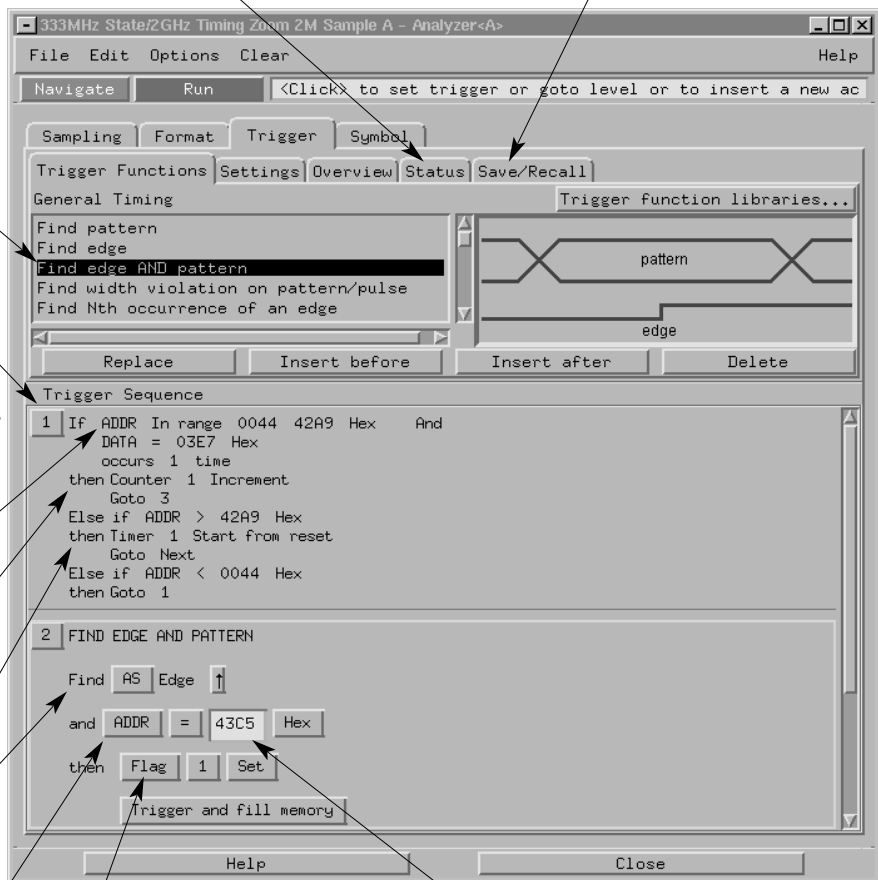 333MHz State/2GHz Timing Zoom 2M Sample A - Analyzer<A>
File Edit Options Clear Help
Navigate Run <Click> to set trigger or goto level or to insert a new ac
Sampling Format Trigger Symbol
Trigger Functions Settings Overview Status Save/Recall
General Timing Trigger function libraries...
Find pattern
Find edge
Find edge AND pattern
Find width violation on pattern/pulse
Find Nth occurrence of an edge
pattern
edge
Replace Insert before Insert after Delete
Trigger Sequence
1 If ADDR In range 0044 42A9 Hex And
DATA = 03E7 Hex
occurs 1 time
then Counter 1 Increment
Goto 3
Else if ADDR > 42A9 Hex
then Timer 1 Start from reset
Goto Next
Else if ADDR < 0044 Hex
then Goto 1
2 FIND EDGE AND PATTERN
Find AS Edge ↑
and ADDR = 43C5 Hex
then Flag 1 Set
Trigger and fill memory
Help Close